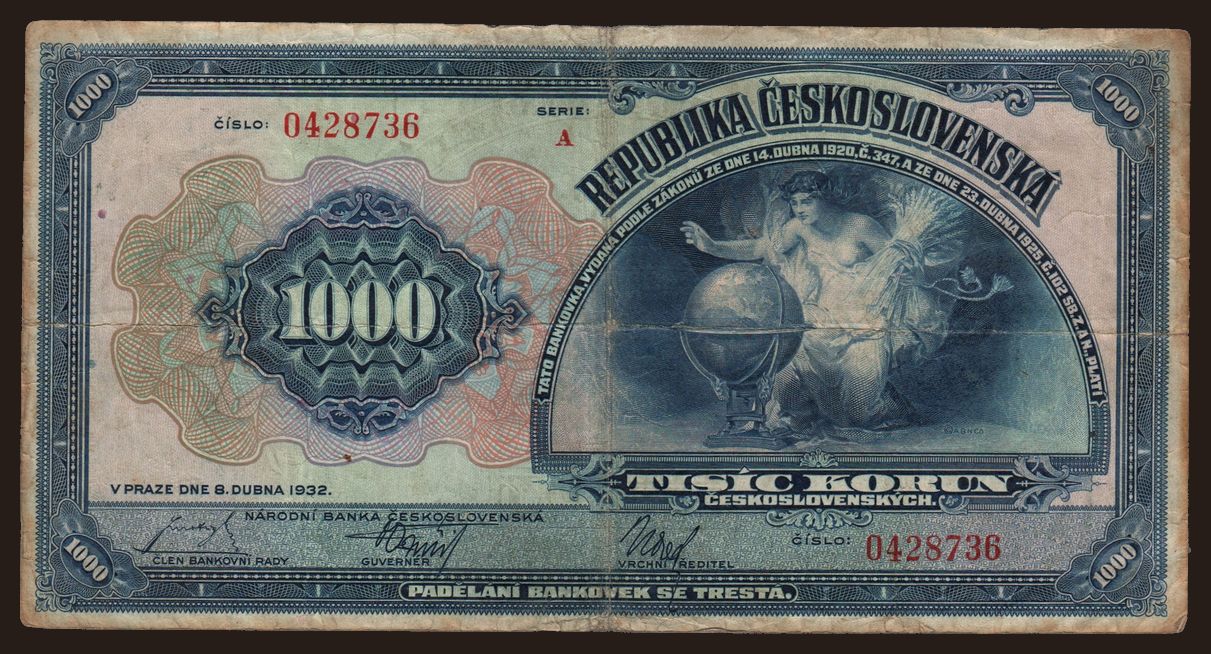 1000
1000
ČÍSLO: 0428736
SERIE:
A
REPUBLIKA ČESKOSLOVENSKÁ
TATO BANKOVKA, VYDANÁ PODLE ZÁKONŮ ZE DNE 14. DUBNA 1920, Č. 347, A ZE DNE 23. DUBNA 1925, Č. 102 SB. Z. A N., PLATÍ
1000
©ABNCo
TISÍC KORUN
ČESKOSLOVENSKÝCH.
V PRAZE DNE 8. DUBNA 1932.
NÁRODNÍ BANKA ČESKOSLOVENSKÁ
ČLEN BANKOVNÍ RADY
GUVERNÉR
VRCHNÍ ŘEDITEL
ČÍSLO: 0428736
1000
1000
PADĚLÁNÍ BANKOVEK SE TRESTÁ.